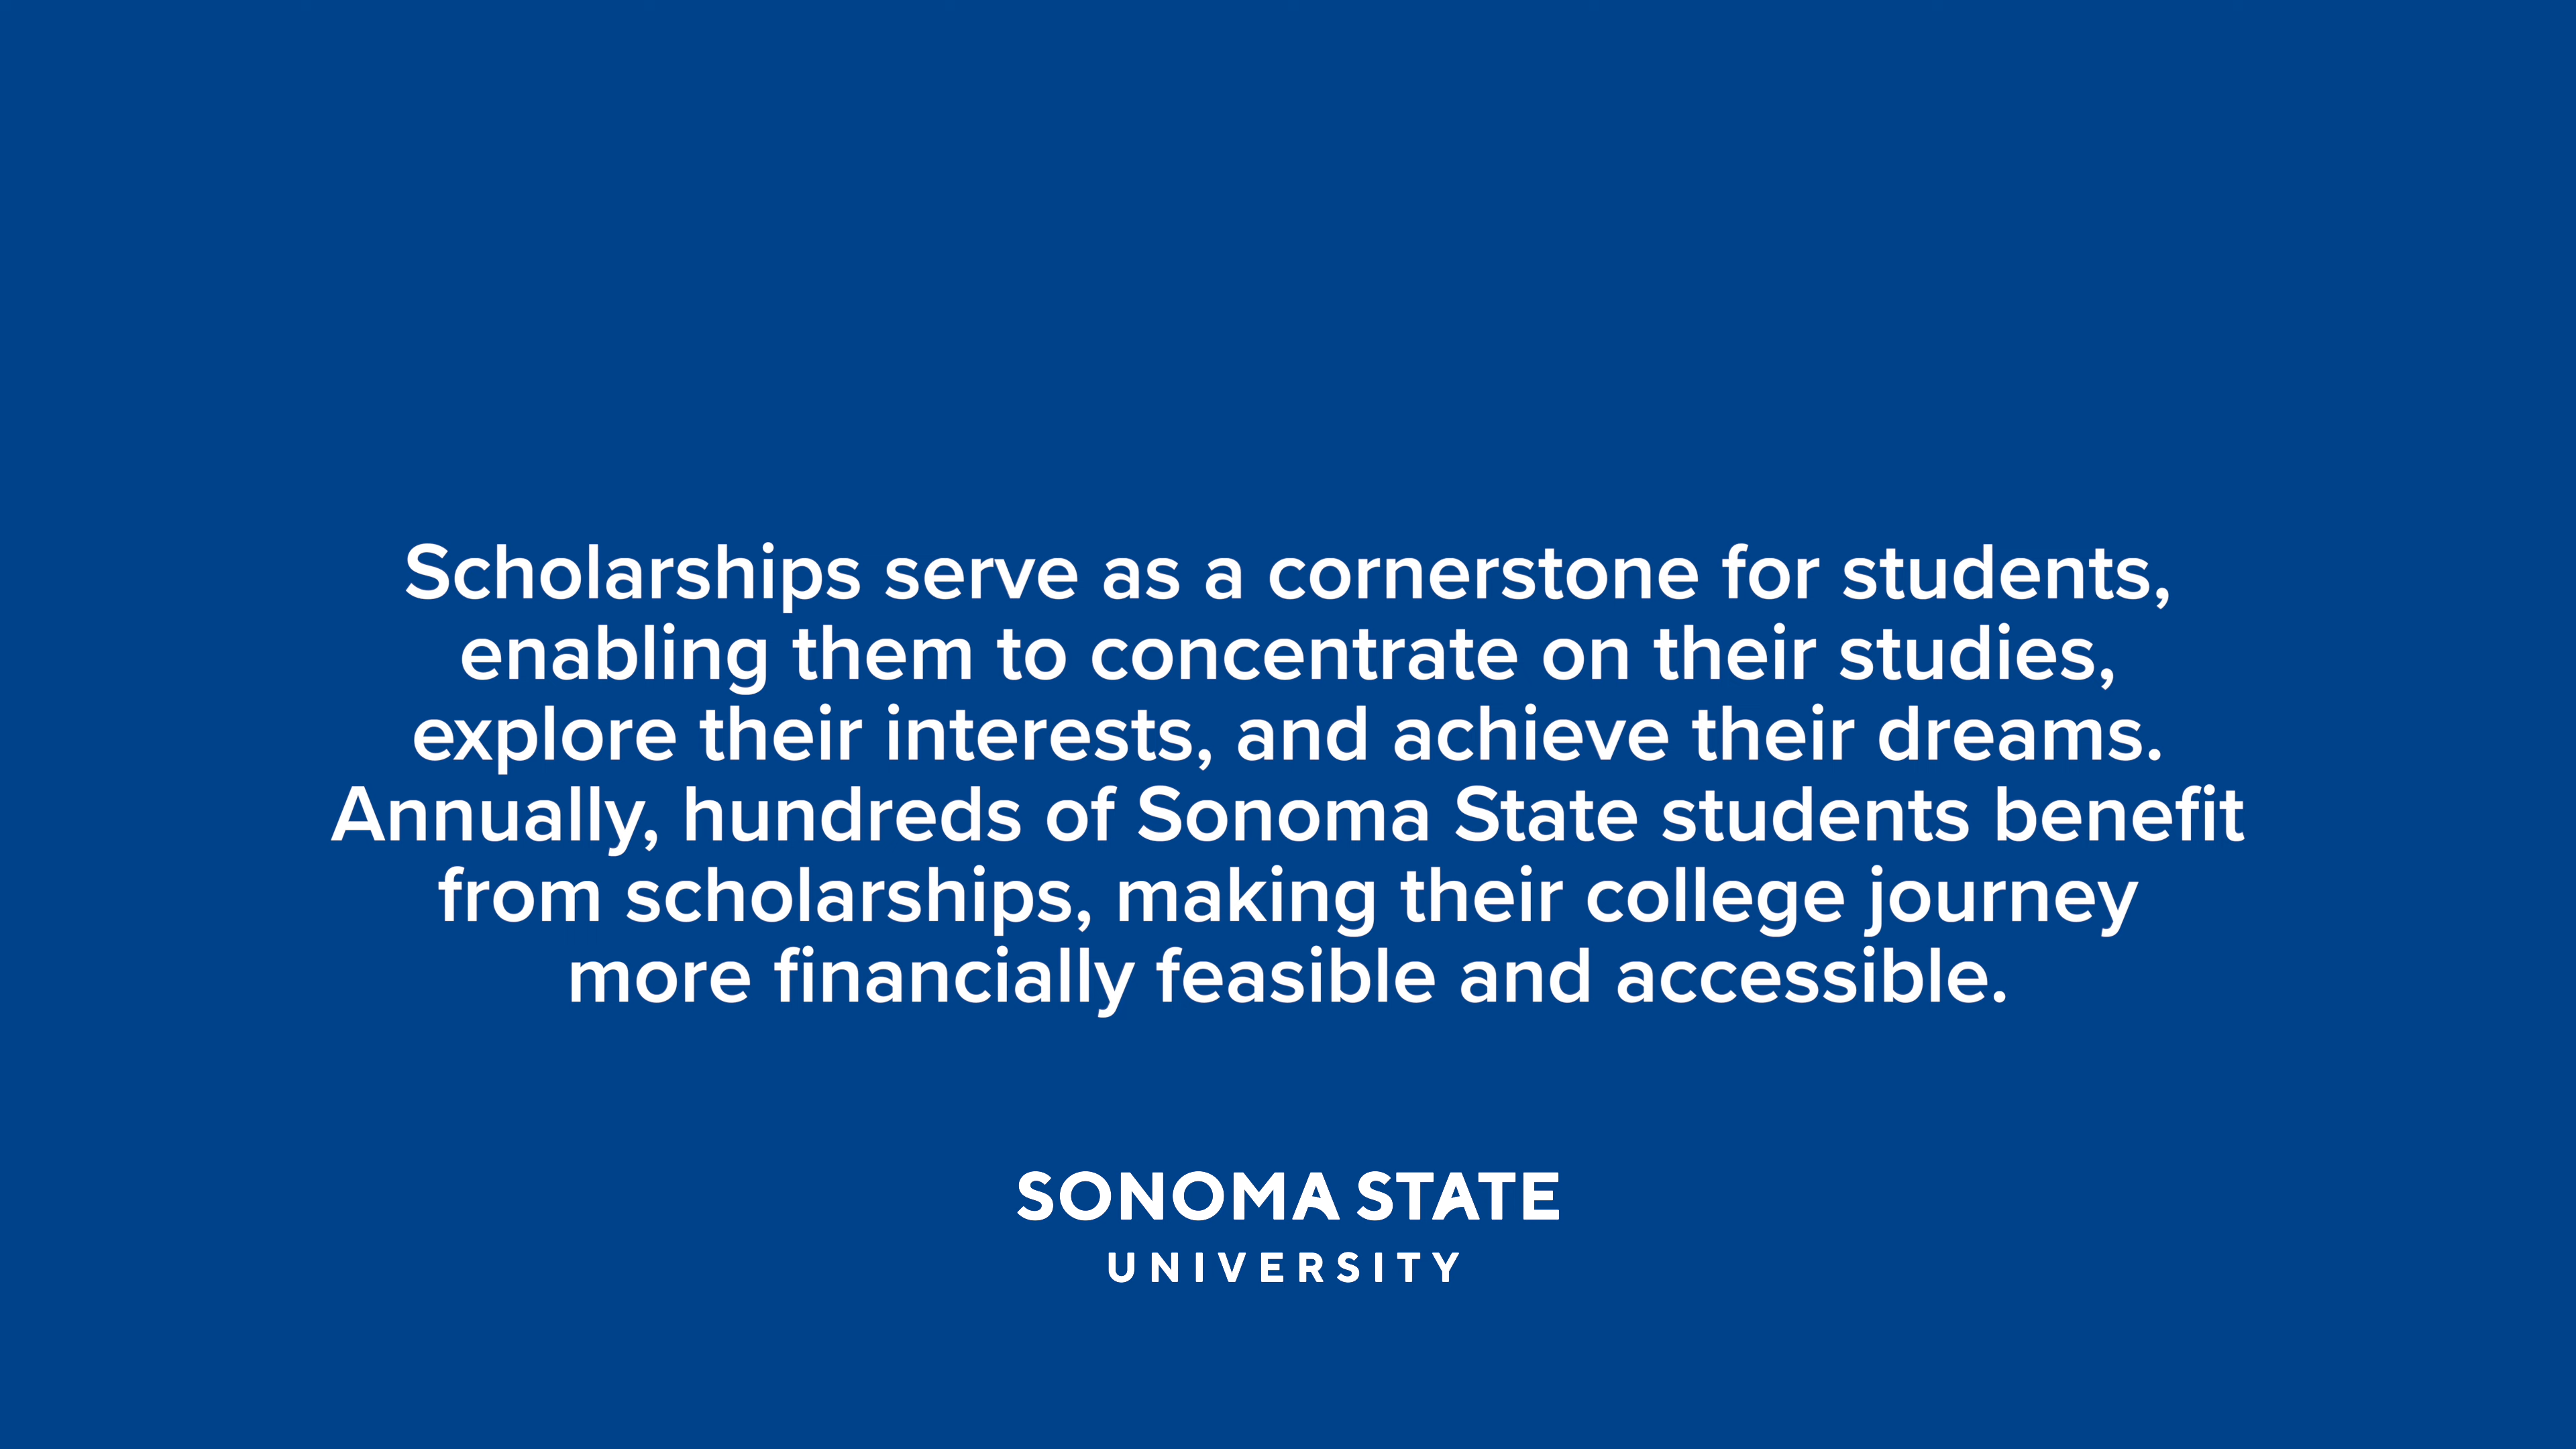 Scholarships serve as a cornerstone for students,
enabling them to concentrate on their studies,
explore their interests, and achieve their dreams.
Annually, hundreds of Sonoma State students benefit
from scholarships, making their college journey
more financially feasible and accessible.
SONOMA STATE
UNIVERSITY